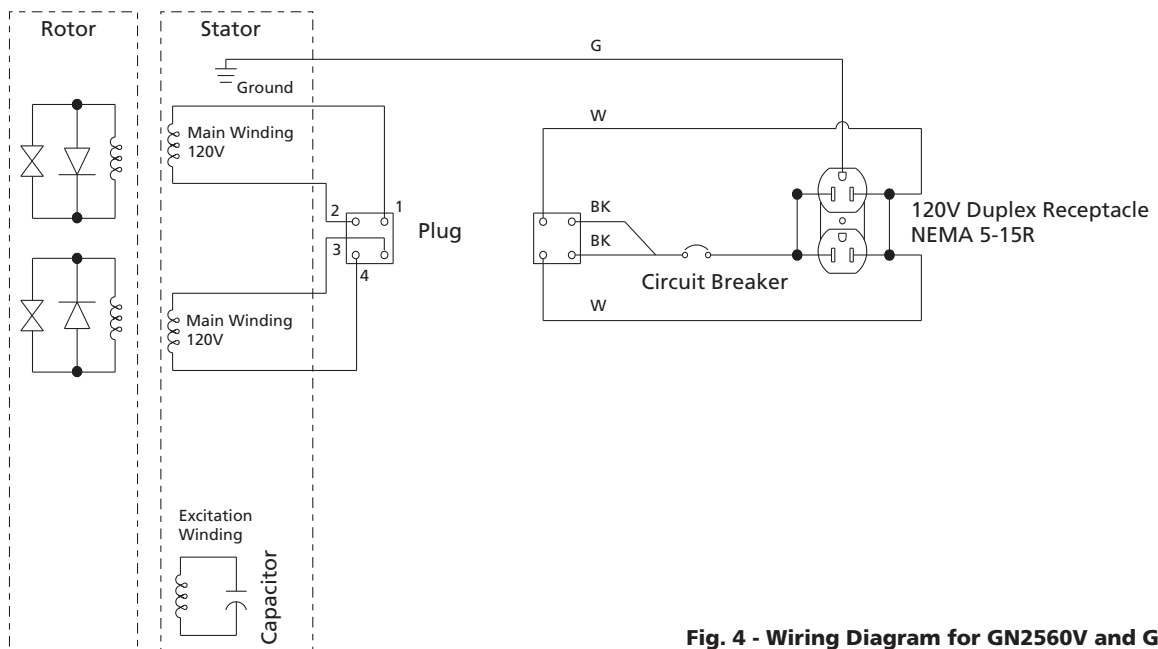 Rotor
Stator
G
Ground
W
Main Winding
120V
2
1
Plug
3
4
BK
BK
Circuit Breaker
120V Duplex Receptacle
NEMA 5-15R
W
Main Winding
120V
Excitation
Winding
Capacitor
Fig. 4 - Wiring Diagram for GN2560V and G